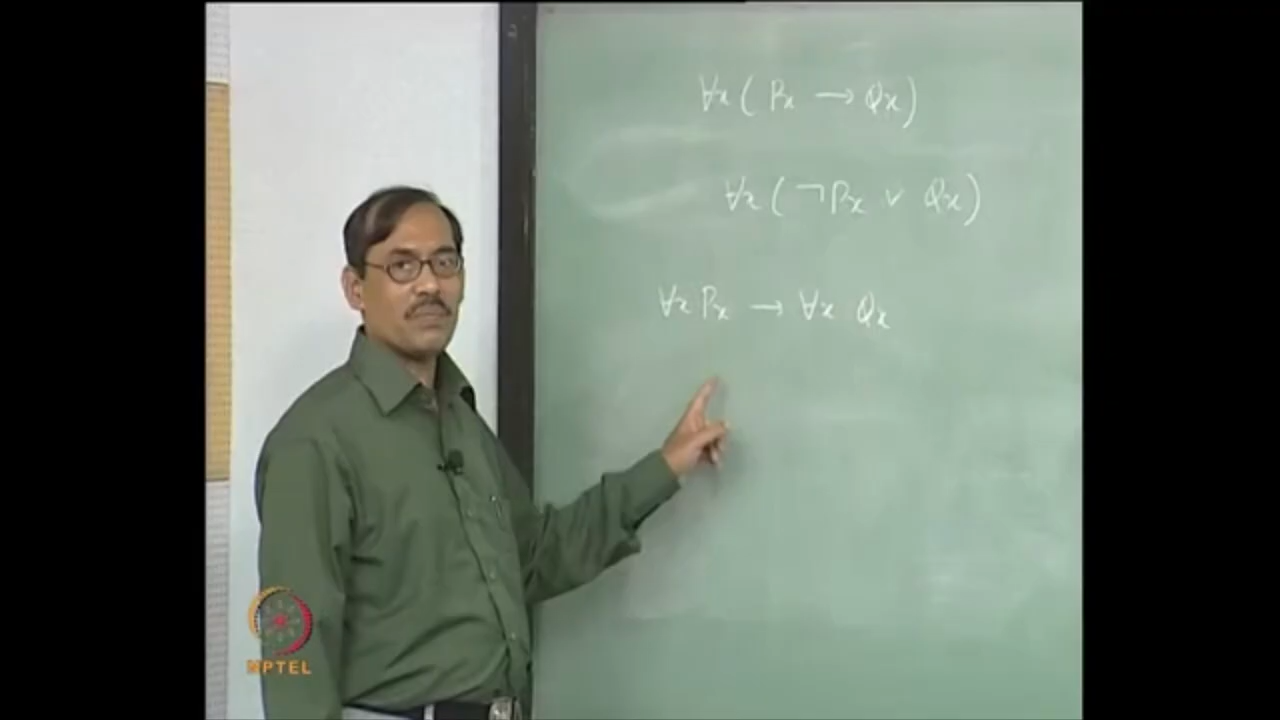 ∀x ( Px → Qx )
∀x ( ¬Px ∨ Qx )
∀x Px → ∀x Qx
NPTEL